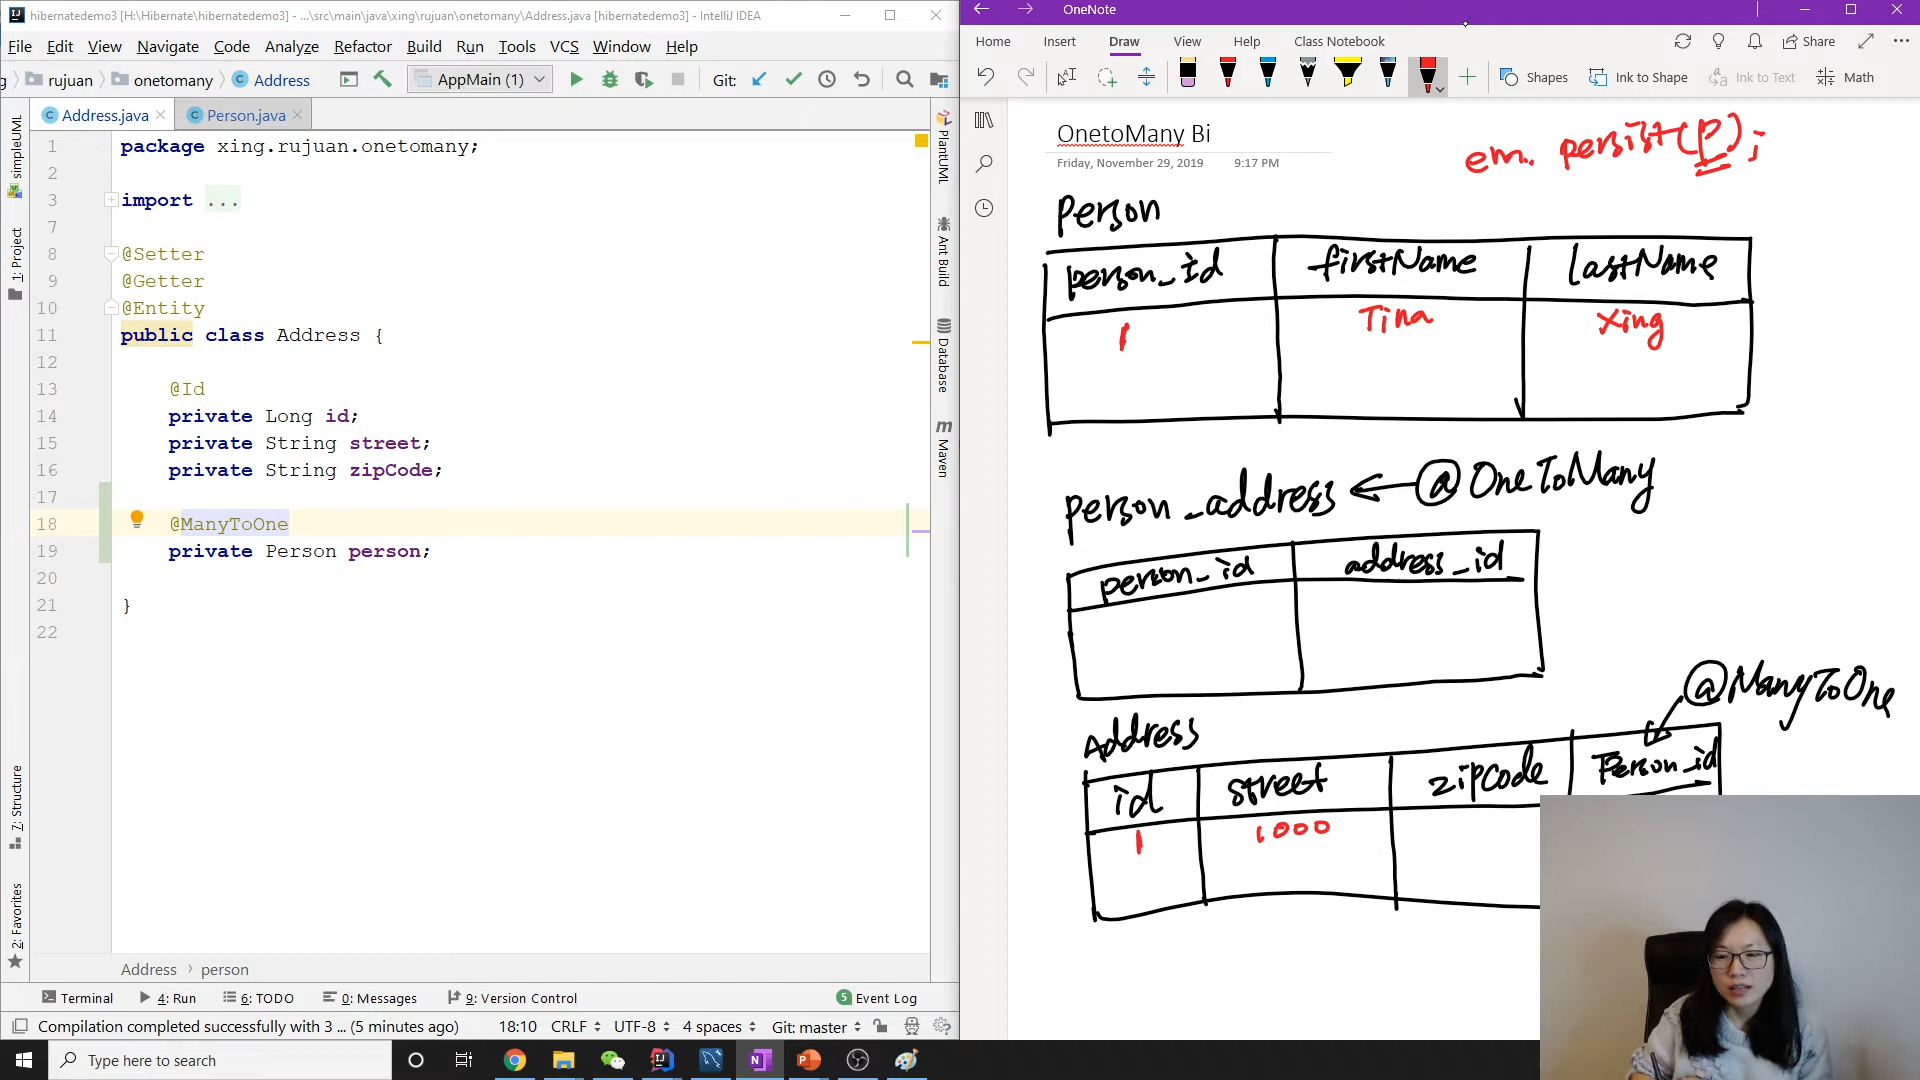 hibernatedemo3 [H:\Hibernate\hibernatedemo3] - ...\src\main\java\xing\rujuan\onetomany\Address.java [hibernatedemo3] - IntelliJ IDEA
File Edit View Navigate Code Analyze Refactor Build Run Tools VCS Window Help
rujuan onetomany Address AppMain (1) Git:
Address.java Person.java
1 package xing.rujuan.onetomany;
2
3 import ...
7
8 @Setter
9 @Getter
10 @Entity
11 public class Address {
12
13 @Id
14 private Long id;
15 private String street;
16 private String zipCode;
17
18 @ManyToOne
19 private Person person;
20
21 }
22
simpleUML
1: Project
7: Structure
2: Favorites
PlantUML
Ant Build
Database
m Maven
Address › person
Terminal 4: Run 6: TODO 0: Messages 9: Version Control 5 Event Log
Compilation completed successfully with 3 ... (5 minutes ago) 18:10 CRLF UTF-8 4 spaces Git: master
Type here to search
OneNote
Home Insert Draw View Help Class Notebook Share
Shapes Ink to Shape Ink to Text Math
OnetoMany Bi
Friday, November 29, 2019 9:17 PM
em. persist(p);
Person
person_id firstName lastName
1 Tina Xing
person_address @OneToMany
person_id address_id
@ManyToOne
Address
id street zipCode Person_id
1 1000